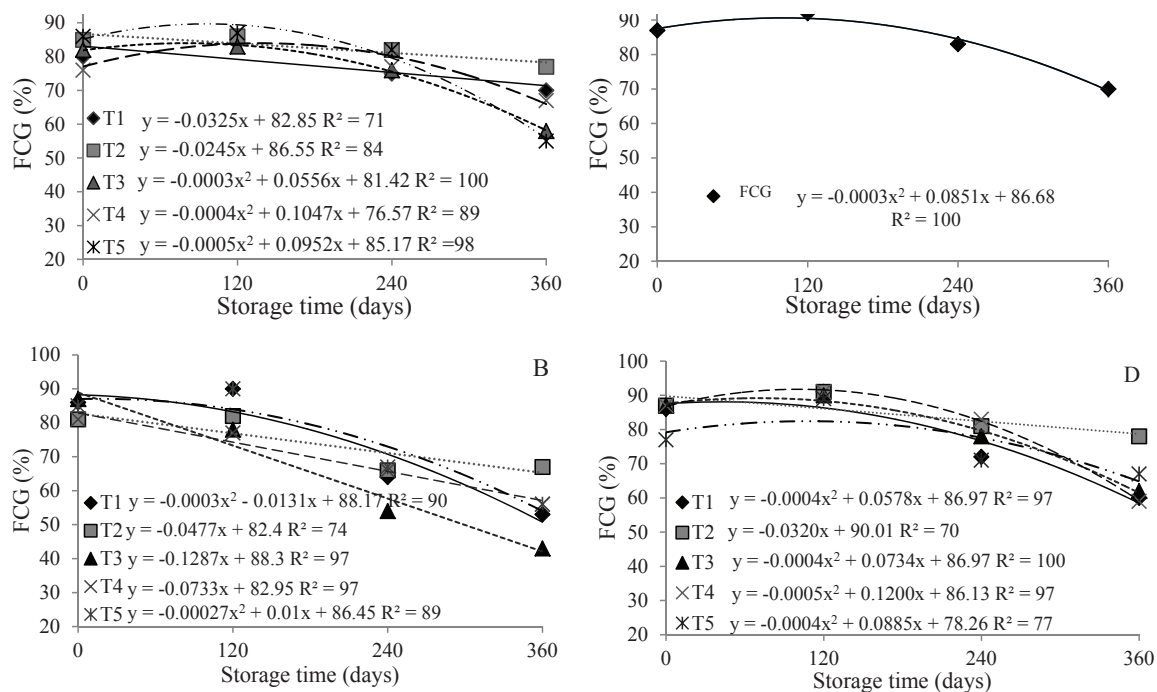 90
80
70
60
50
40
30
20
FCG (%)
T1 y = -0.0325x + 82.85 R² = 71
T2 y = -0.0245x + 86.55 R² = 84
T3 y = -0.0003x² + 0.0556x + 81.42 R² = 100
T4 y = -0.0004x² + 0.1047x + 76.57 R² = 89
T5 y = -0.0005x² + 0.0952x + 85.17 R² =98
0 120 240 360
Storage time (days)
90
80
70
60
50
40
30
20
FCG (%)
FCG y = -0.0003x² + 0.0851x + 86.68
R² = 100
0 120 240 360
Storage time (days)
100
90
80
70
60
50
40
30
20
FCG (%)
B
T1 y = -0.0003x² - 0.0131x + 88.17 R² = 90
T2 y = -0.0477x + 82.4 R² = 74
T3 y = -0.1287x + 88.3 R² = 97
T4 y = -0.0733x + 82.95 R² = 97
T5 y = -0.00027x² + 0.01x + 86.45 R² = 89
0 120 240 360
Storage time (days)
100
90
80
70
60
50
40
30
20
FCG (%)
D
T1 y = -0.0004x² + 0.0578x + 86.97 R² = 97
T2 y = -0.0320x + 90.01 R² = 70
T3 y = -0.0004x² + 0.0734x + 86.97 R² = 100
T4 y = -0.0005x² + 0.1200x + 86.13 R² = 97
T5 y = -0.0004x² + 0.0885x + 78.26 R² = 77
0 120 240 360
Storage time (days)